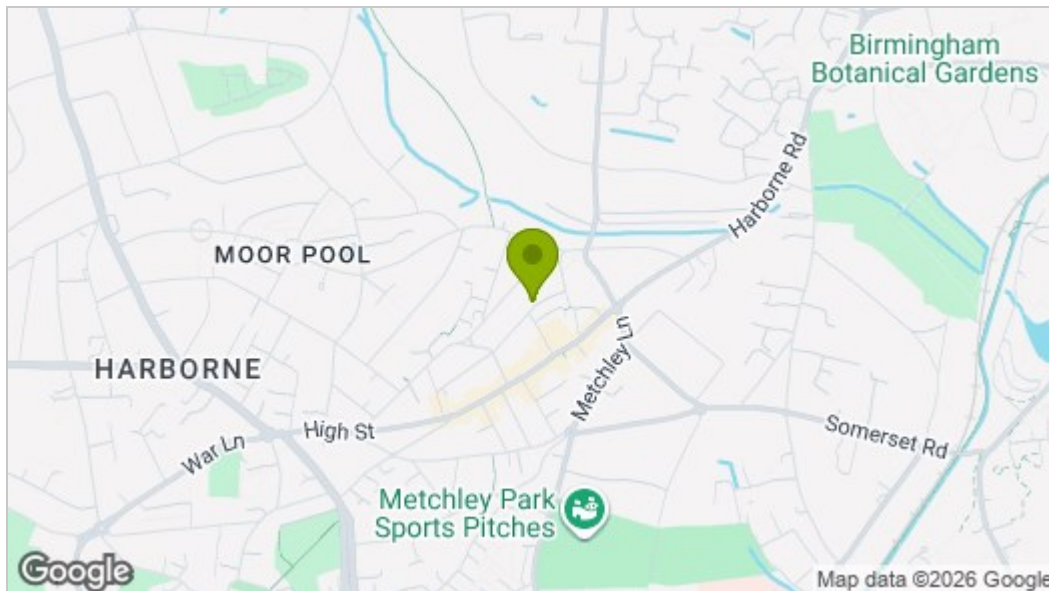 Birmingham
Botanical Gardens
Harborne Rd
MOOR POOL
HARBORNE
Metchley Ln
High St
War Ln
Somerset Rd
Metchley Park
Sports Pitches
Google
Map data ©2026 Google